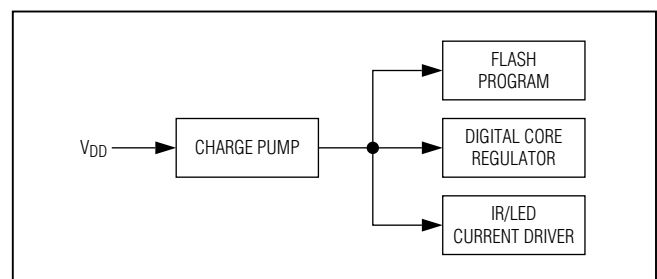 FLASH
PROGRAM
VDD
CHARGE PUMP
DIGITAL CORE
REGULATOR
IR/LED
CURRENT DRIVER